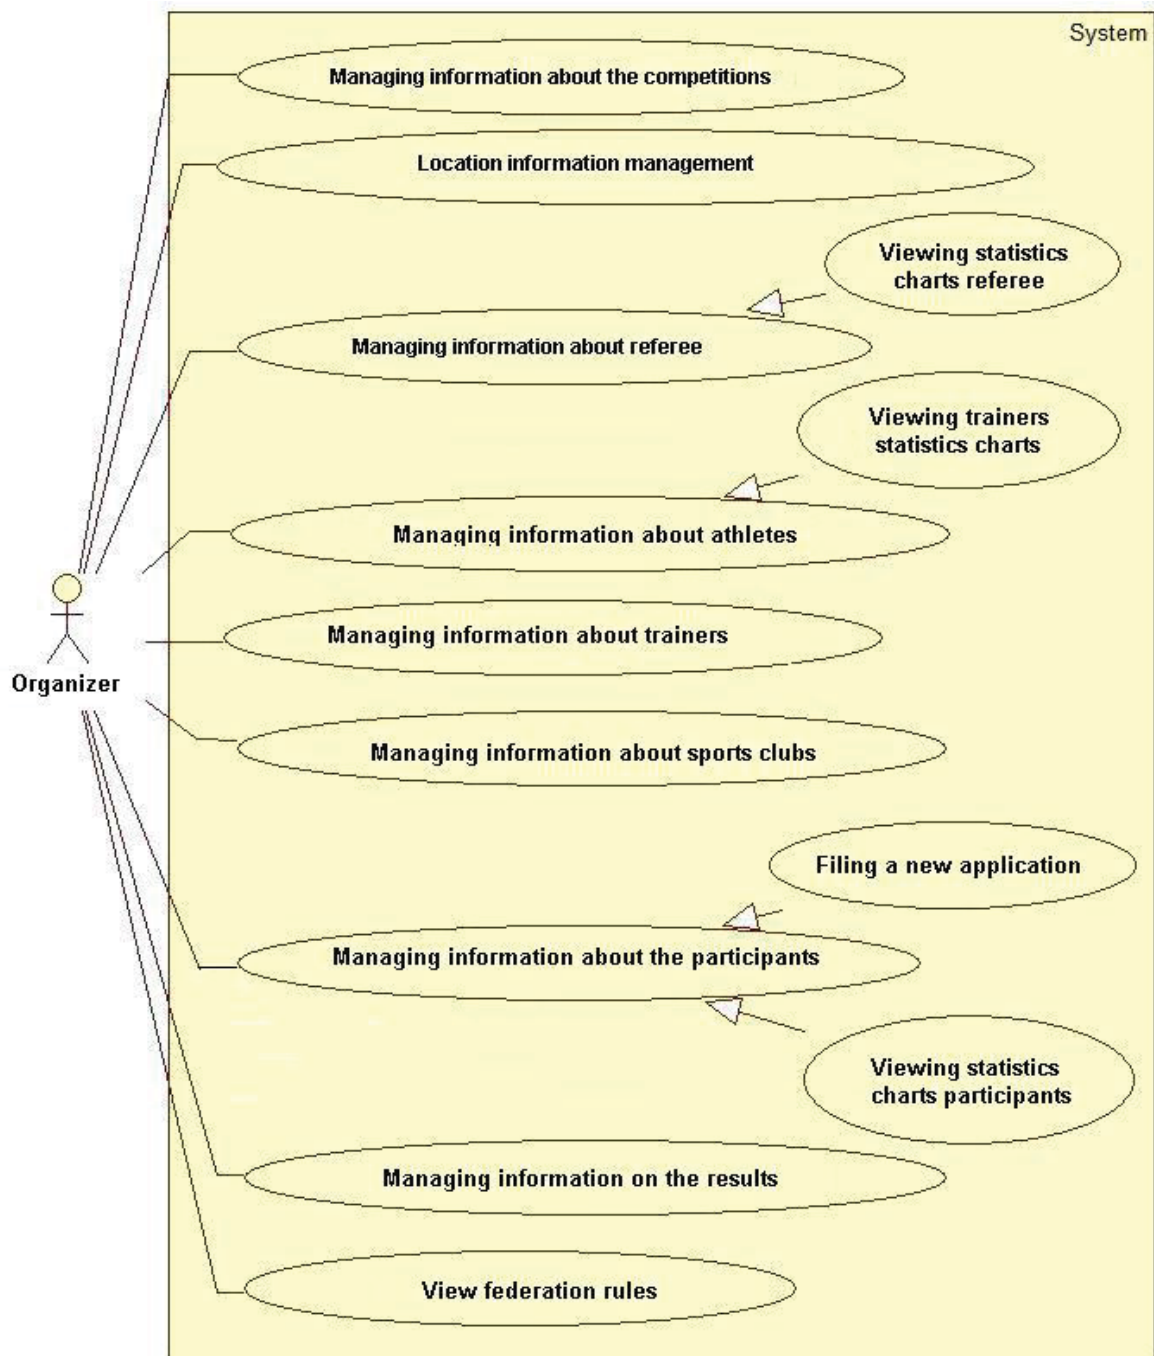 System
Managing information about the competitions
Location information management
Viewing statistics
charts referee
Managing information about referee
Viewing trainers
statistics charts
Managing information about athletes
Managing information about trainers
Organizer
Managing information about sports clubs
Filing a new application
Managing information about the participants
Viewing statistics
charts participants
Managing information on the results
View federation rules